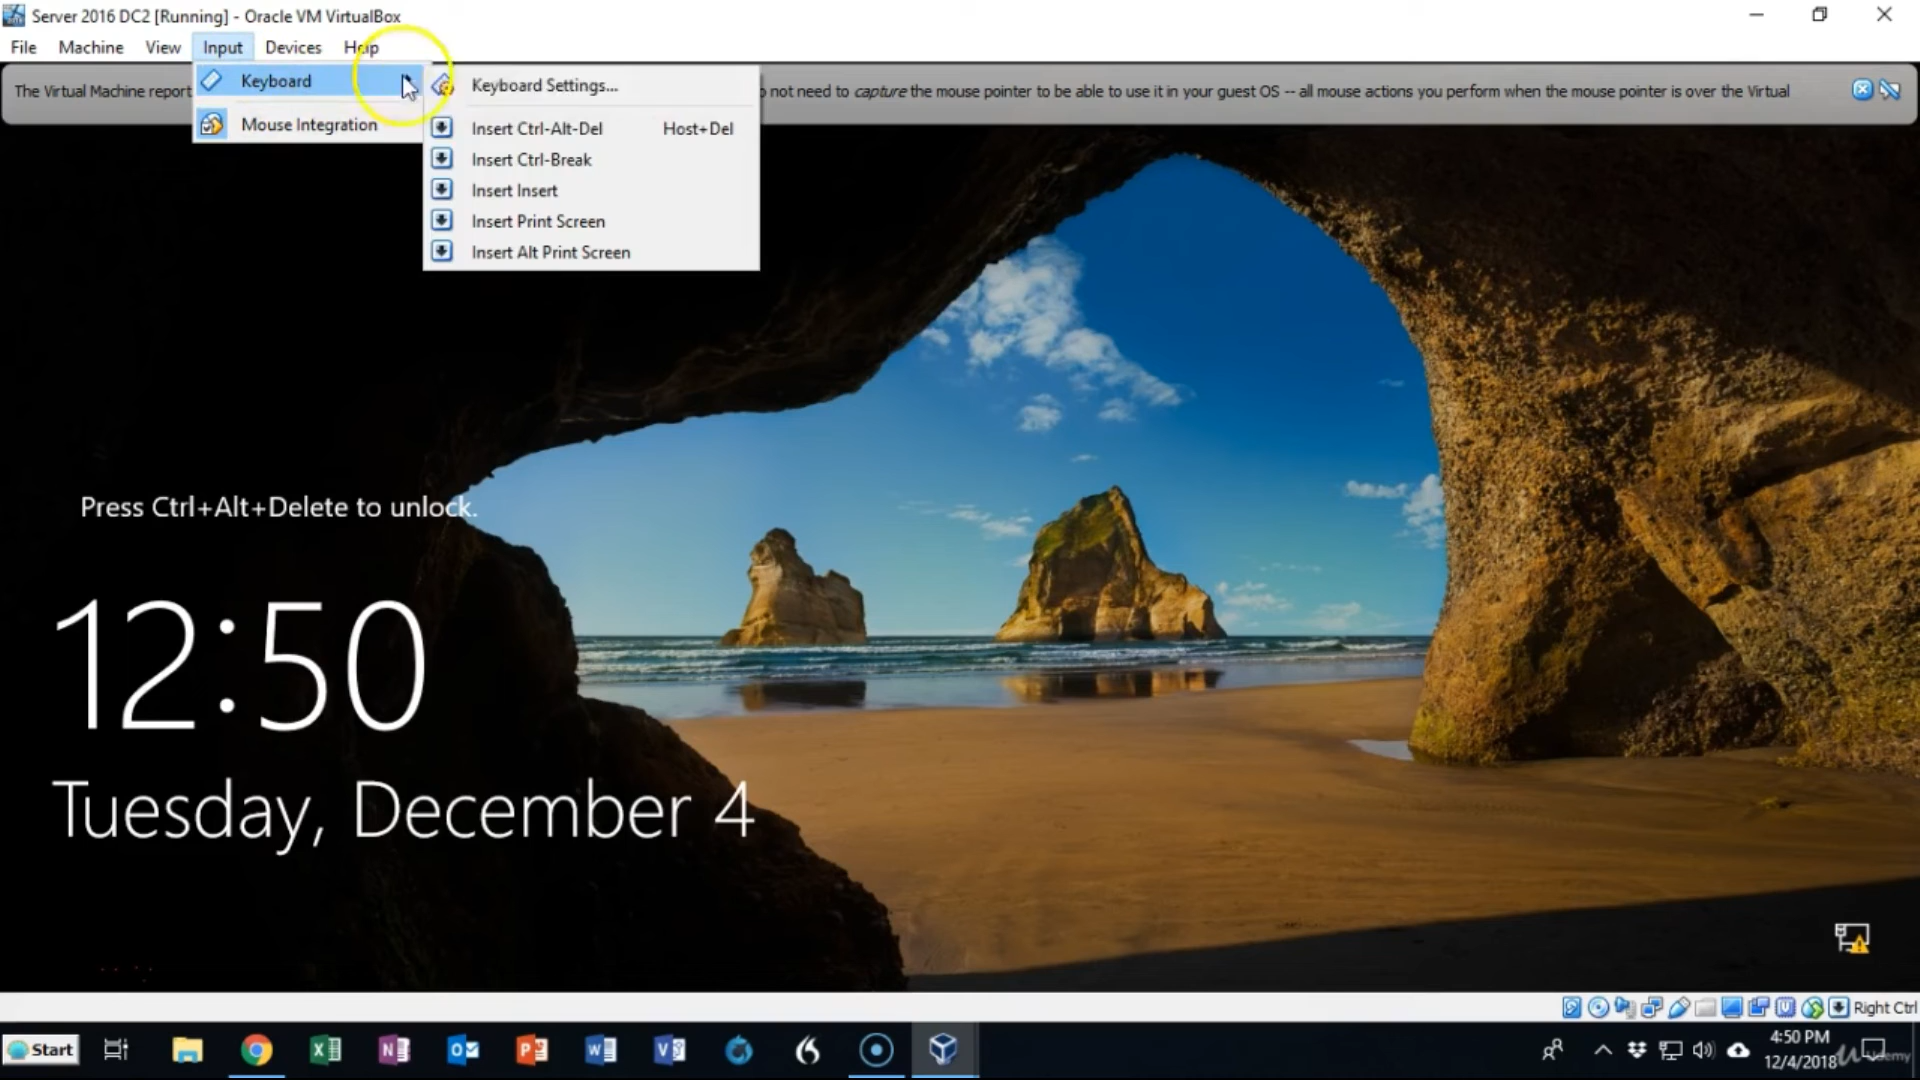 Server 2016 DC2 [Running] - Oracle VM VirtualBox
File Machine View Input Devices Help
Keyboard
Mouse Integration
Keyboard Settings...
Insert Ctrl-Alt-Del Host+Del
Insert Ctrl-Break
Insert Insert
Insert Print Screen
Insert Alt Print Screen
The Virtual Machine report
o not need to capture the mouse pointer to be able to use it in your guest OS -- all mouse actions you perform when the mouse pointer is over the Virtual
Press Ctrl+Alt+Delete to unlock.
12:50
Tuesday, December 4
Right Ctrl
Start
4:50 PM
12/4/2018
Udemy